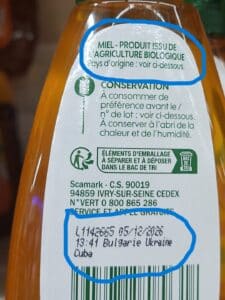 MIEL - PRODUIT ISSU DE
L'AGRICULTURE BIOLOGIQUE
Pays d'origine : voir ci-dessous
CONSERVATION
À consommer de
préférence avant le /
n° de lot : voir ci-dessous.
À conserver à l'abri de la
chaleur et de l'humidité.
ÉLÉMENTS D'EMBALLAGE
À SÉPARER ET À DÉPOSER
DANS LE BAC DE TRI
Scamark - C.S. 90019
94859 IVRY-SUR-SEINE CEDEX
N°VERT 0 800 865 286
SERVICE ET APPEL GRATUITS
L1142665 05/12/2026
13:41 Bulgarie Ukraine
Cuba